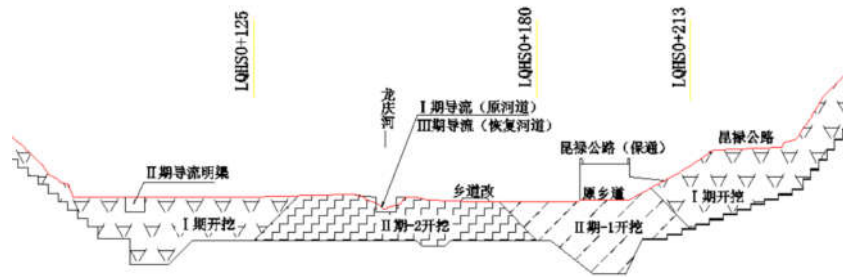 LQHS0+125
LQHS0+180
LQHS0+213
龙庆河
Ⅰ期导流（原河道）
Ⅲ期导流（恢复河道）
昆禄公路
昆禄公路（保通）
Ⅱ期导流明渠
乡道改
原乡道
Ⅰ期开挖
Ⅰ期开挖
Ⅱ期-2开挖
Ⅱ期-1开挖